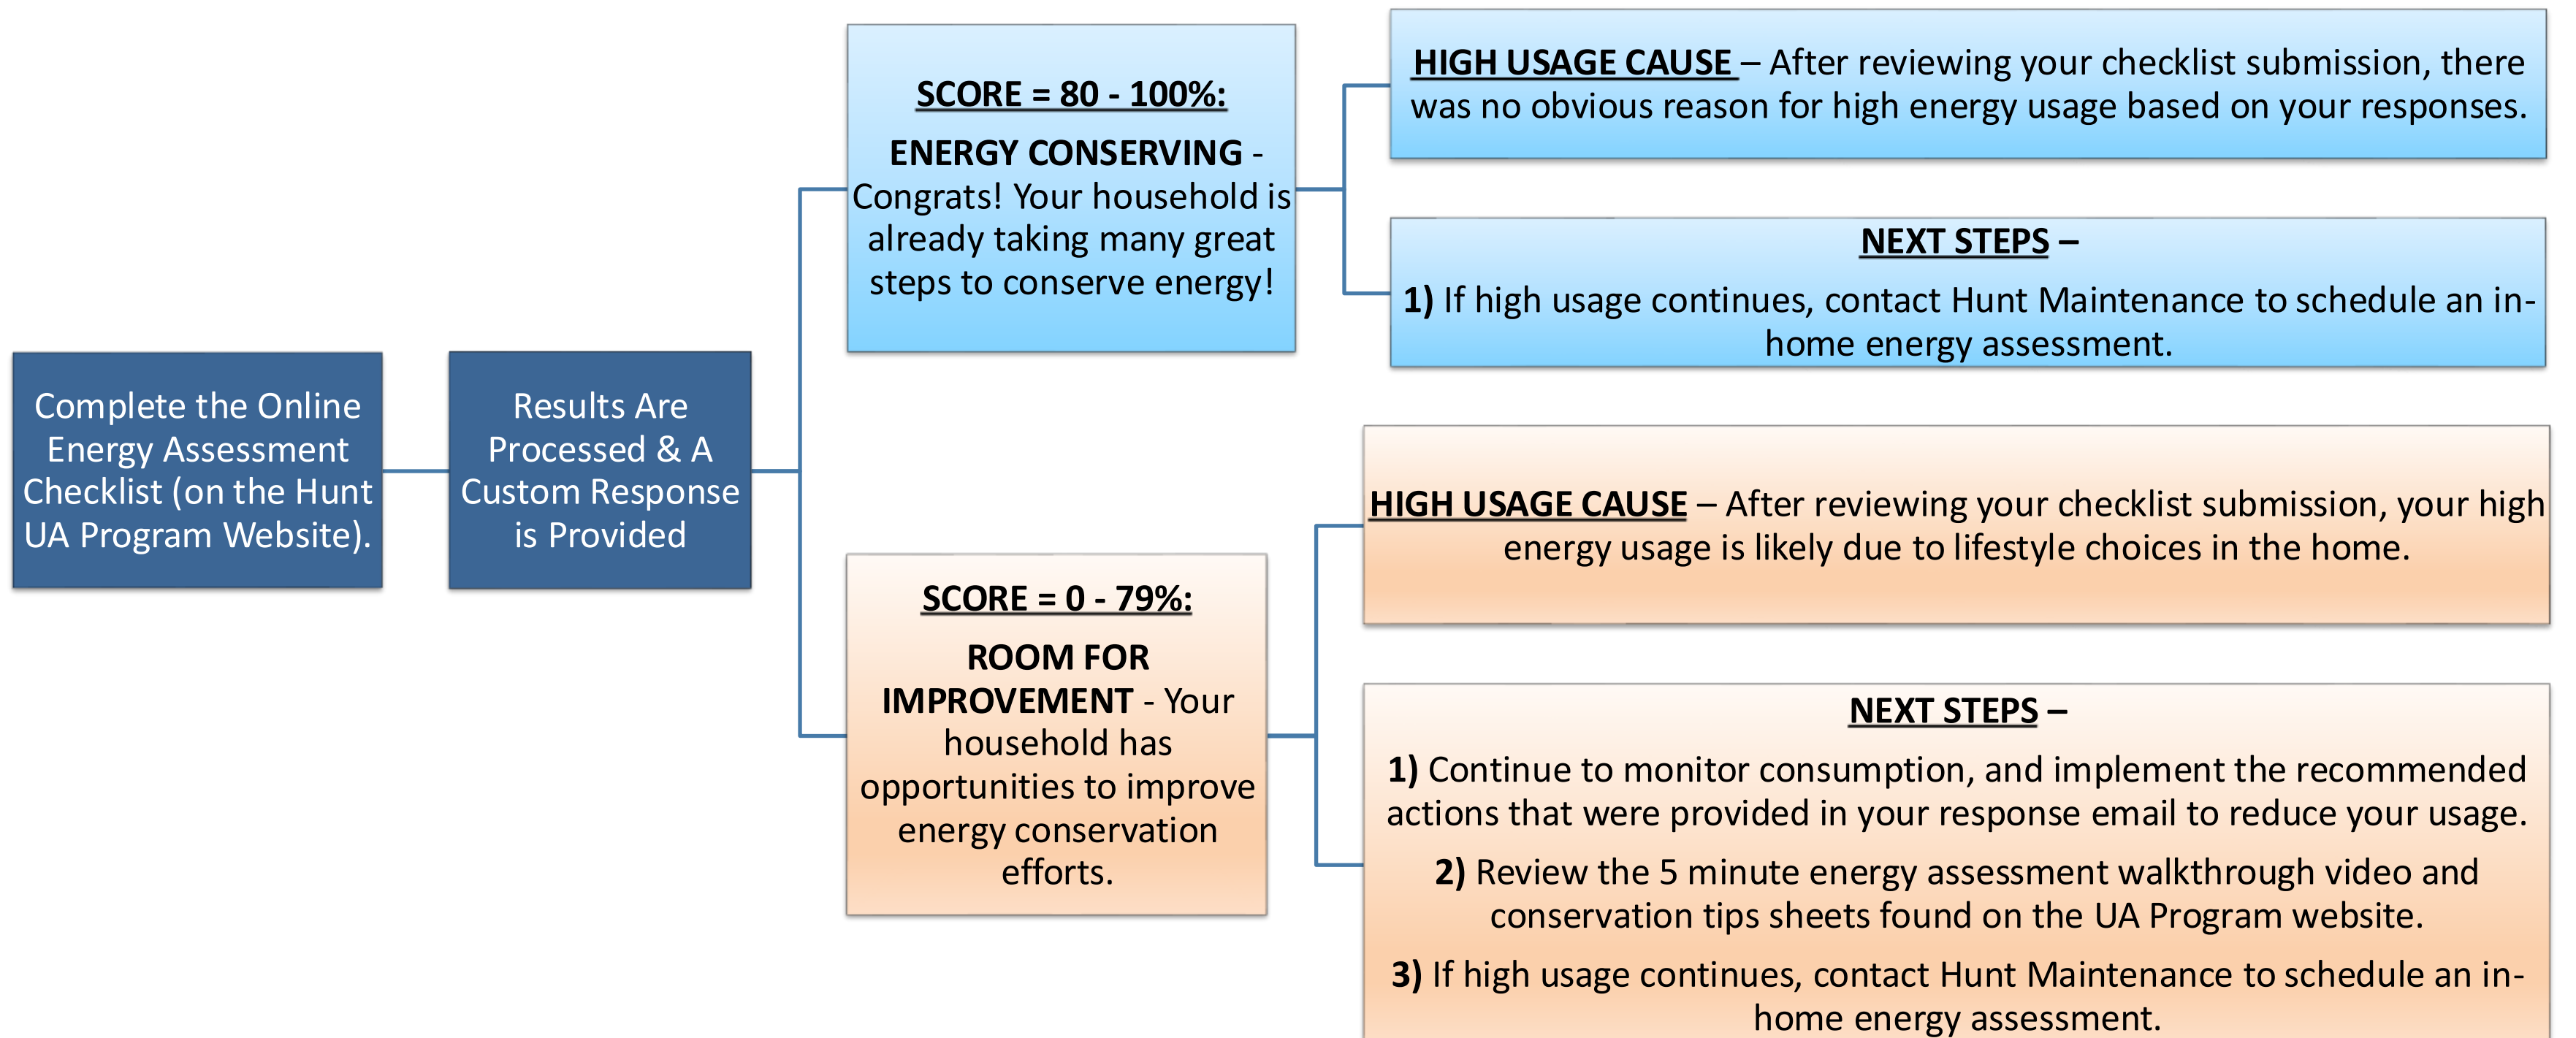 Complete the Online
Energy Assessment
Checklist (on the Hunt
UA Program Website).
Results Are
Processed & A
Custom Response
is Provided
SCORE = 80 - 100%:
ENERGY CONSERVING -
Congrats! Your household is
already taking many great
steps to conserve energy!
HIGH USAGE CAUSE – After reviewing your checklist submission, there
was no obvious reason for high energy usage based on your responses.
NEXT STEPS –
1) If high usage continues, contact Hunt Maintenance to schedule an in-
home energy assessment.
SCORE = 0 - 79%:
ROOM FOR
IMPROVEMENT - Your
household has
opportunities to improve
energy conservation
efforts.
HIGH USAGE CAUSE – After reviewing your checklist submission, your high
energy usage is likely due to lifestyle choices in the home.
NEXT STEPS –
1) Continue to monitor consumption, and implement the recommended
actions that were provided in your response email to reduce your usage.
2) Review the 5 minute energy assessment walkthrough video and
conservation tips sheets found on the UA Program website.
3) If high usage continues, contact Hunt Maintenance to schedule an in-
home energy assessment.